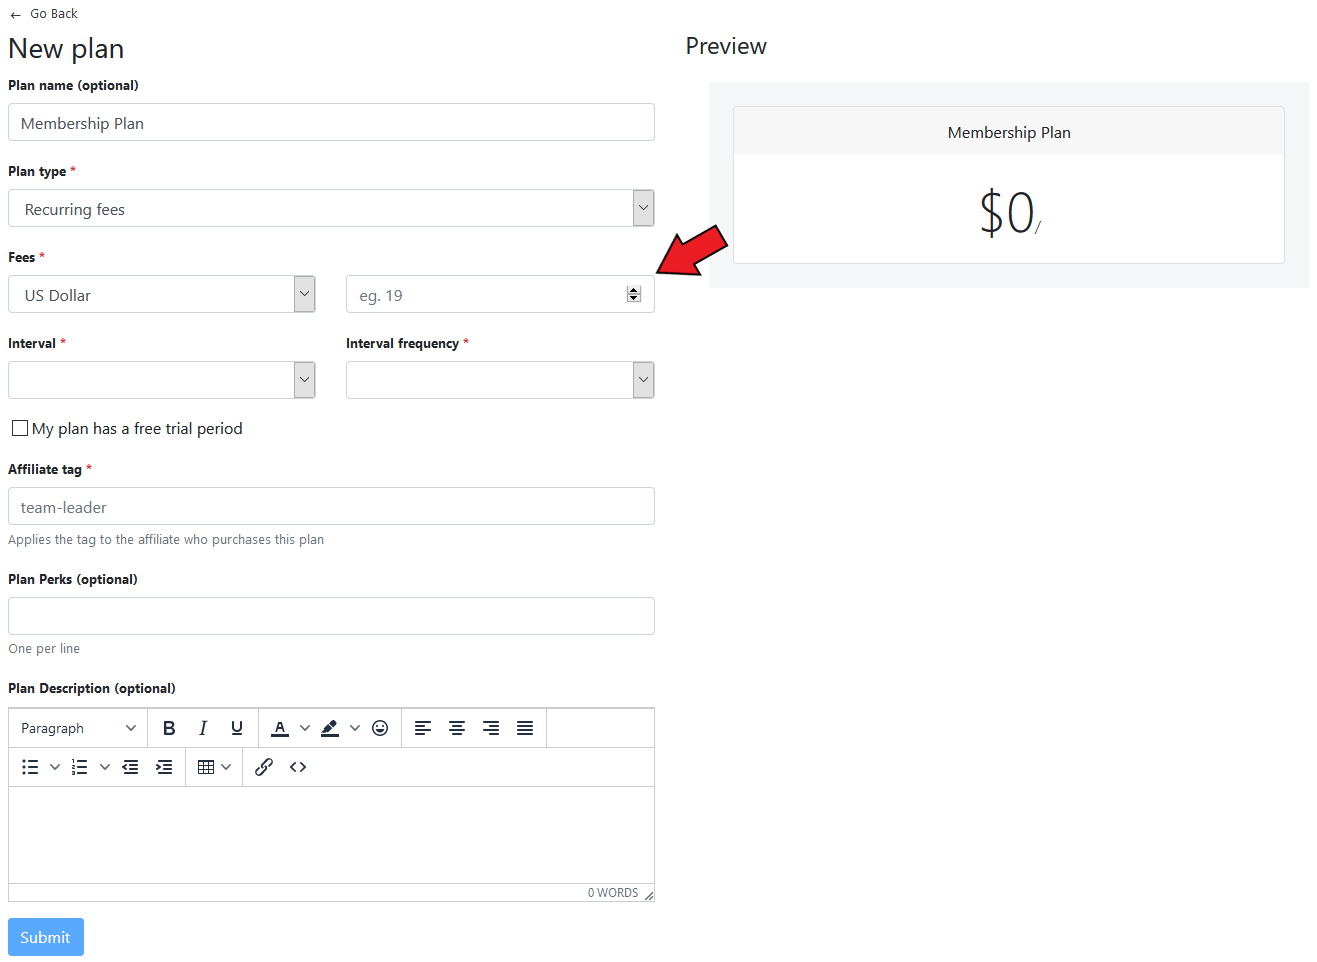 ← Go Back
New plan
Plan name (optional)
Membership Plan
Plan type *
Recurring fees
Fees *
US Dollar
eg. 19
Interval *
Interval frequency *
My plan has a free trial period
Affiliate tag *
team-leader
Applies the tag to the affiliate who purchases this plan
Plan Perks (optional)
One per line
Plan Description (optional)
Paragraph B I U A
0 WORDS
Submit
Preview
Membership Plan
$0/